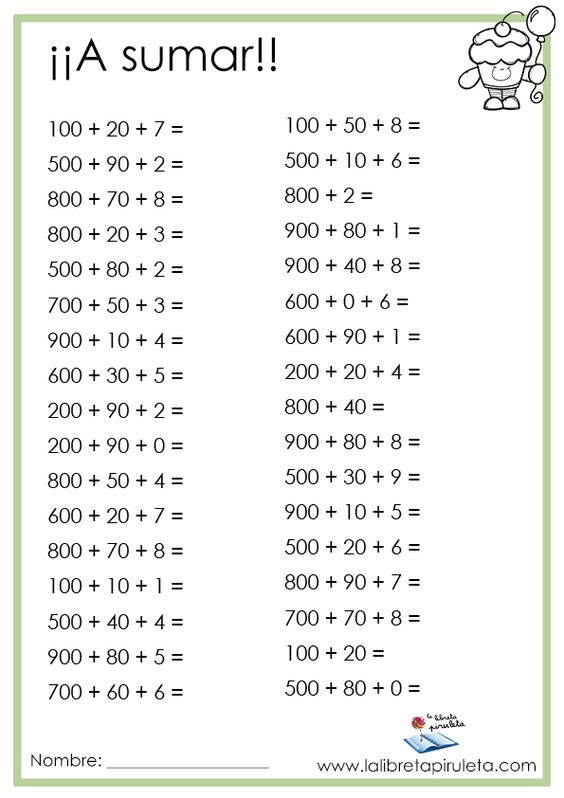 ¡¡A sumar!!
100 + 20 + 7 =
500 + 90 + 2 =
800 + 70 + 8 =
800 + 20 + 3 =
500 + 80 + 2 =
700 + 50 + 3 =
900 + 10 + 4 =
600 + 30 + 5 =
200 + 90 + 2 =
200 + 90 + 0 =
800 + 50 + 4 =
600 + 20 + 7 =
800 + 70 + 8 =
100 + 10 + 1 =
500 + 40 + 4 =
900 + 80 + 5 =
700 + 60 + 6 =
100 + 50 + 8 =
500 + 10 + 6 =
800 + 2 =
900 + 80 + 1 =
900 + 40 + 8 =
600 + 0 + 6 =
600 + 90 + 1 =
200 + 20 + 4 =
800 + 40 =
900 + 80 + 8 =
500 + 30 + 9 =
900 + 10 + 5 =
500 + 20 + 6 =
800 + 90 + 7 =
700 + 70 + 8 =
100 + 20 =
500 + 80 + 0 =
la libreta
piruleta
Nombre: ________________
www.lalibretapiruleta.com